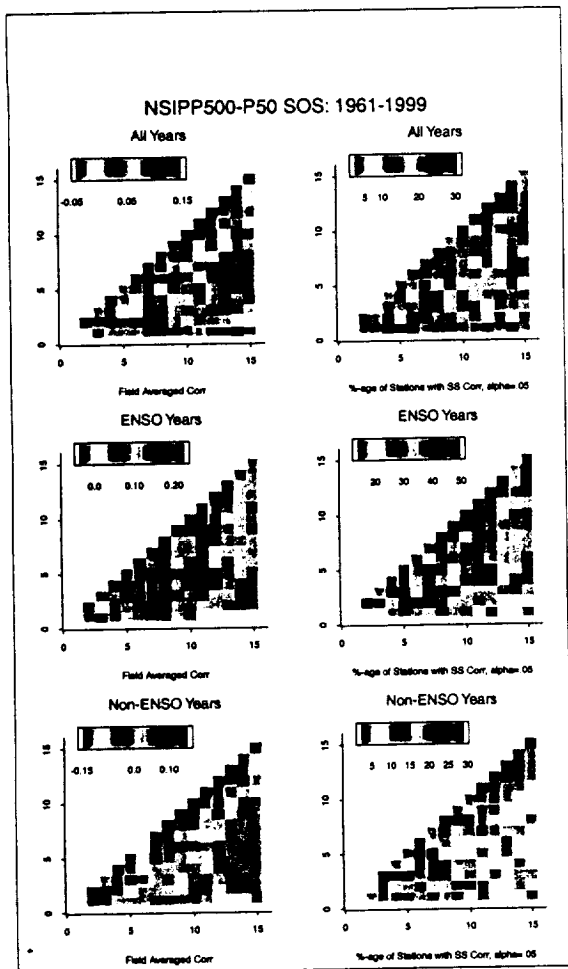 NSIPP500-P50 SOS: 1961-1999
All Years
-0.05 0.05 0.15
15
10
5
0
0 5 10 15
Field Averaged Corr
All Years
5 10 20 30
15
10
5
0
0 5 10 15
%-age of Stations with SS Corr, alpha=.05
ENSO Years
0.0 0.10 0.20
15
10
5
0
0 5 10 15
Field Averaged Corr
ENSO Years
20 30 40 50
15
10
5
0
0 5 10 15
%-age of Stations with SS Corr, alpha=.05
Non-ENSO Years
-0.15 0.0 0.10
15
10
5
0
0 5 10 15
Field Averaged Corr
Non-ENSO Years
5 10 15 20 25 30
15
10
5
0
0 5 10 15
%-age of Stations with SS Corr, alpha=.05